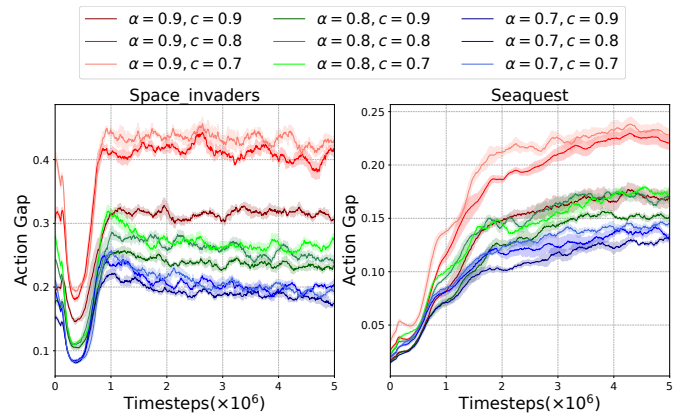 α = 0.9, c = 0.9 α = 0.8, c = 0.9 α = 0.7, c = 0.9
α = 0.9, c = 0.8 α = 0.8, c = 0.8 α = 0.7, c = 0.8
α = 0.9, c = 0.7 α = 0.8, c = 0.7 α = 0.7, c = 0.7
Space_invaders
Action Gap
0.4
0.3
0.2
0.1
0 1 2 3 4 5
Timesteps(×10⁶)
Seaquest
Action Gap
0.25
0.20
0.15
0.10
0.05
0 1 2 3 4 5
Timesteps(×10⁶)